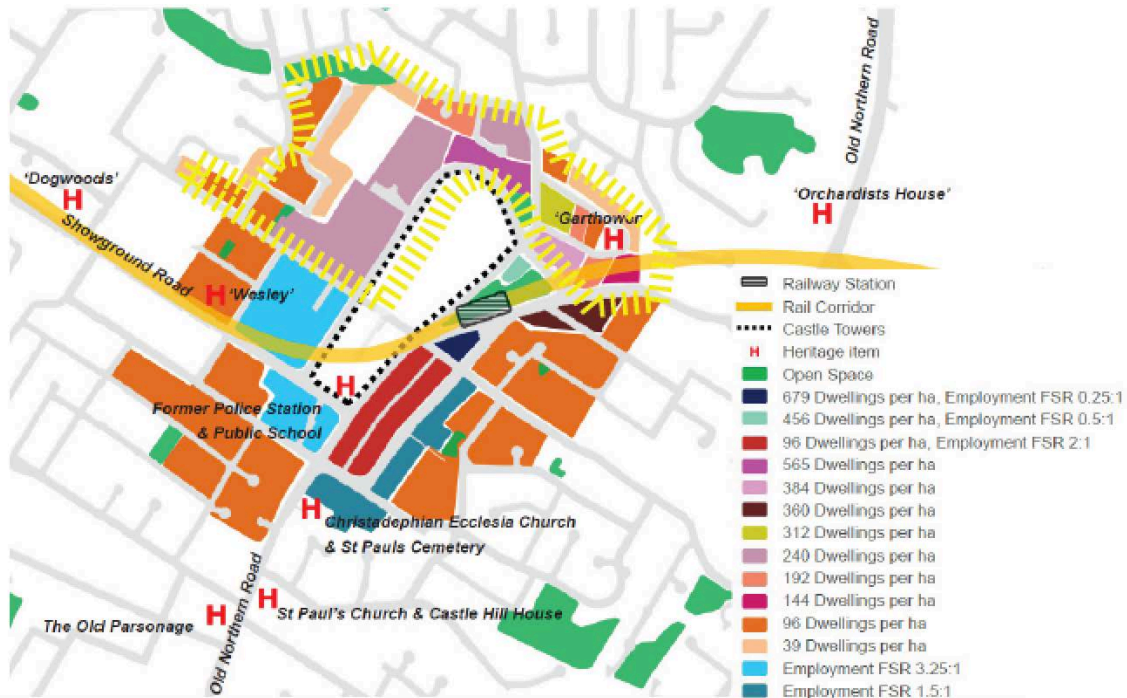 Old Northern Road
'Dogwoods'
H
'Orchardists House'
H
'Garthowen'
H
Showground Road
H
'Wesley'
H
Former Police Station
& Public School
H
Christadephian Ecclesia Church
& St Pauls Cemetery
Old Northern Road
H
H
St Paul's Church & Castle Hill House
The Old Parsonage
Railway Station
Rail Corridor
Castle Towers
H Heritage item
Open Space
679 Dwellings per ha, Employment FSR 0.25:1
456 Dwellings per ha, Employment FSR 0.5:1
96 Dwellings per ha, Employment FSR 2:1
565 Dwellings per ha
384 Dwellings per ha
360 Dwellings per ha
312 Dwellings per ha
240 Dwellings per ha
192 Dwellings per ha
144 Dwellings per ha
96 Dwellings per ha
39 Dwellings per ha
Employment FSR 3.25:1
Employment FSR 1.5:1